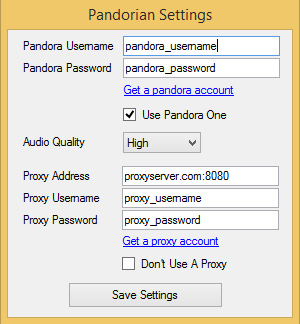 Pandorian Settings
Pandora Username pandora_username
Pandora Password pandora_password
Get a pandora account
Use Pandora One
Audio Quality High
Proxy Address proxyserver.com:8080
Proxy Username proxy_username
Proxy Password proxy_password
Get a proxy account
Don't Use A Proxy
Save Settings